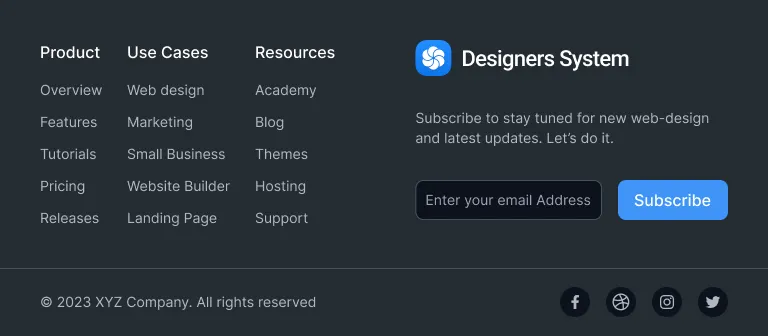 Product
Overview
Features
Tutorials
Pricing
Releases
Use Cases
Web design
Marketing
Small Business
Website Builder
Landing Page
Resources
Academy
Blog
Themes
Hosting
Support
Designers System
Subscribe to stay tuned for new web-design
and latest updates. Let’s do it.
Enter your email Address
Subscribe
© 2023 XYZ Company. All rights reserved